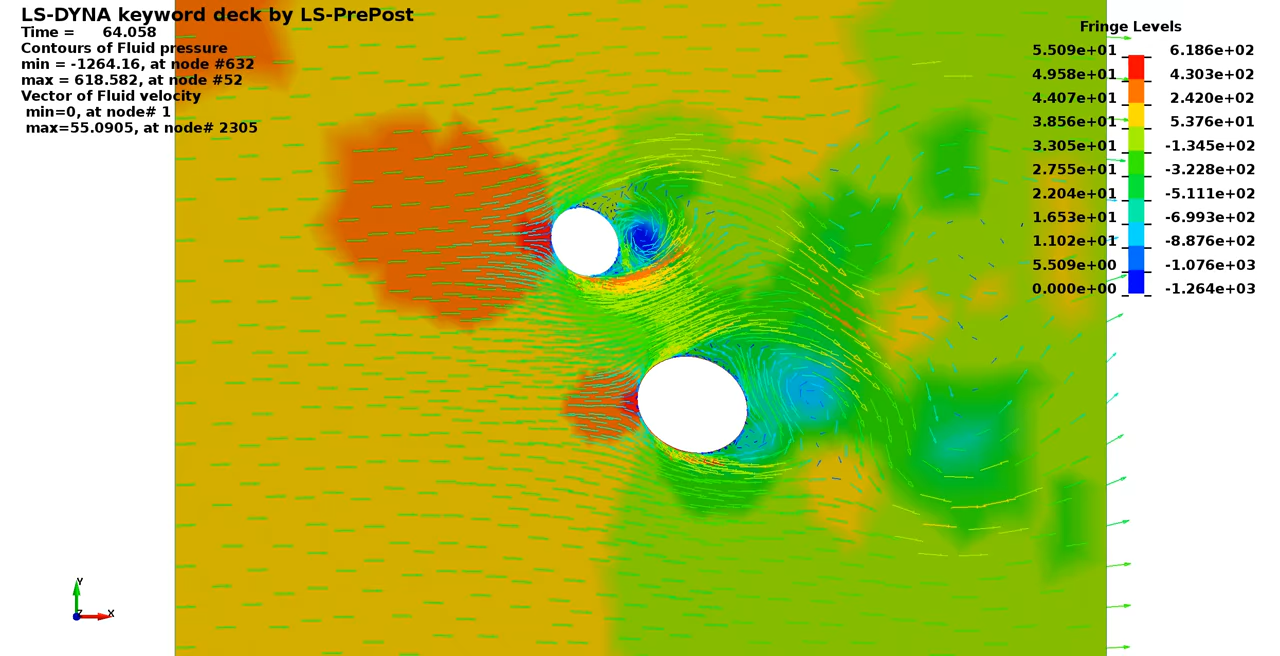 LS-DYNA keyword deck by LS-PrePost
Time =      64.058
Contours of Fluid pressure
min = -1264.16, at node #632
max = 618.582, at node #52
Vector of Fluid velocity
min=0, at node# 1
max=55.0905, at node# 2305
Fringe Levels
5.509e+01 6.186e+02
4.958e+01 4.303e+02
4.407e+01 2.420e+02
3.856e+01 5.376e+01
3.305e+01 -1.345e+02
2.755e+01 -3.228e+02
2.204e+01 -5.111e+02
1.653e+01 -6.993e+02
1.102e+01 -8.876e+02
5.509e+00 -1.076e+03
0.000e+00 -1.264e+03
Y
Z X